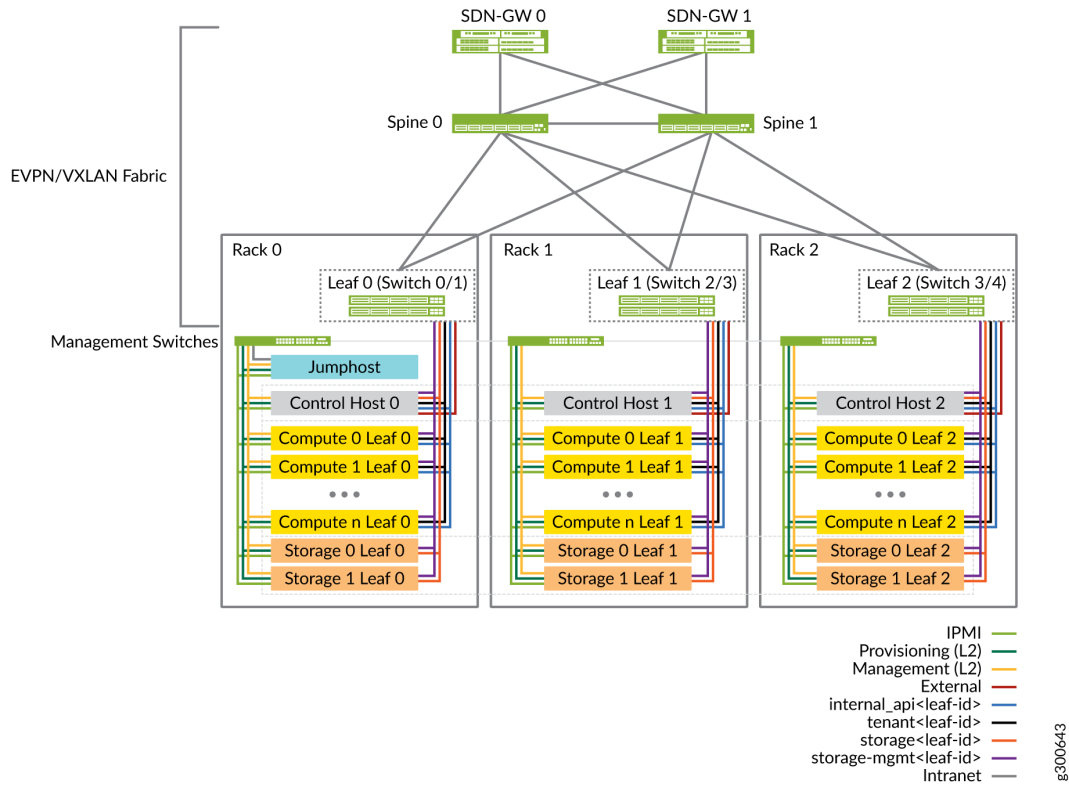 SDN-GW 0
SDN-GW 1
Spine 0
Spine 1
EVPN/VXLAN Fabric
Rack 0
Rack 1
Rack 2
Leaf 0 (Switch 0/1)
Leaf 1 (Switch 2/3)
Leaf 2 (Switch 3/4)
Management Switches
Jumphost
Control Host 0
Control Host 1
Control Host 2
Compute 0 Leaf 0
Compute 0 Leaf 1
Compute 0 Leaf 2
Compute 1 Leaf 0
Compute 1 Leaf 1
Compute 1 Leaf 2
Compute n Leaf 0
Compute n Leaf 1
Compute n Leaf 2
Storage 0 Leaf 0
Storage 0 Leaf 1
Storage 0 Leaf 2
Storage 1 Leaf 0
Storage 1 Leaf 1
Storage 1 Leaf 2
IPMI
Provisioning (L2)
Management (L2)
External
internal_api<leaf-id>
tenant<leaf-id>
storage<leaf-id>
storage-mgmt<leaf-id>
Intranet
g300643